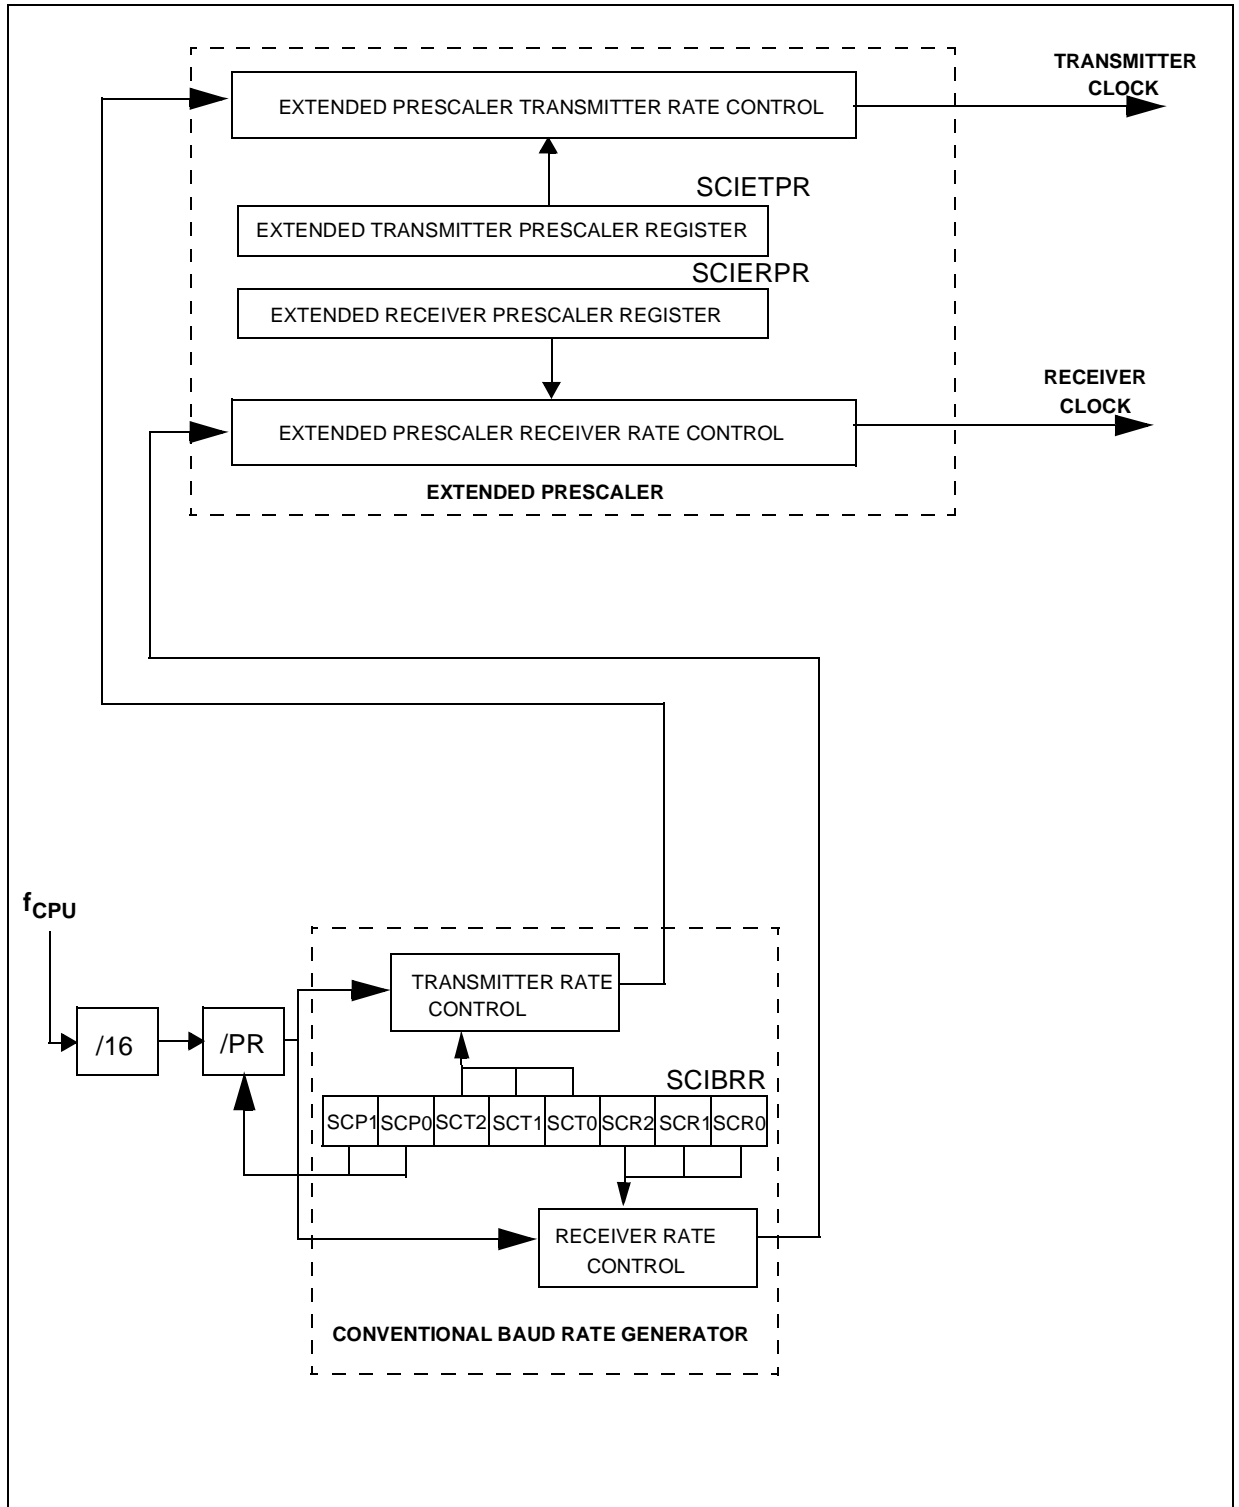 TRANSMITTER
CLOCK
EXTENDED PRESCALER TRANSMITTER RATE CONTROL
SCIETPR
EXTENDED TRANSMITTER PRESCALER REGISTER
SCIERPR
EXTENDED RECEIVER PRESCALER REGISTER
RECEIVER
CLOCK
EXTENDED PRESCALER RECEIVER RATE CONTROL
EXTENDED PRESCALER
fCPU
TRANSMITTER RATE
CONTROL
/16
/PR
SCIBRR
SCP1 SCP0 SCT2 SCT1 SCT0 SCR2 SCR1 SCR0
RECEIVER RATE
CONTROL
CONVENTIONAL BAUD RATE GENERATOR